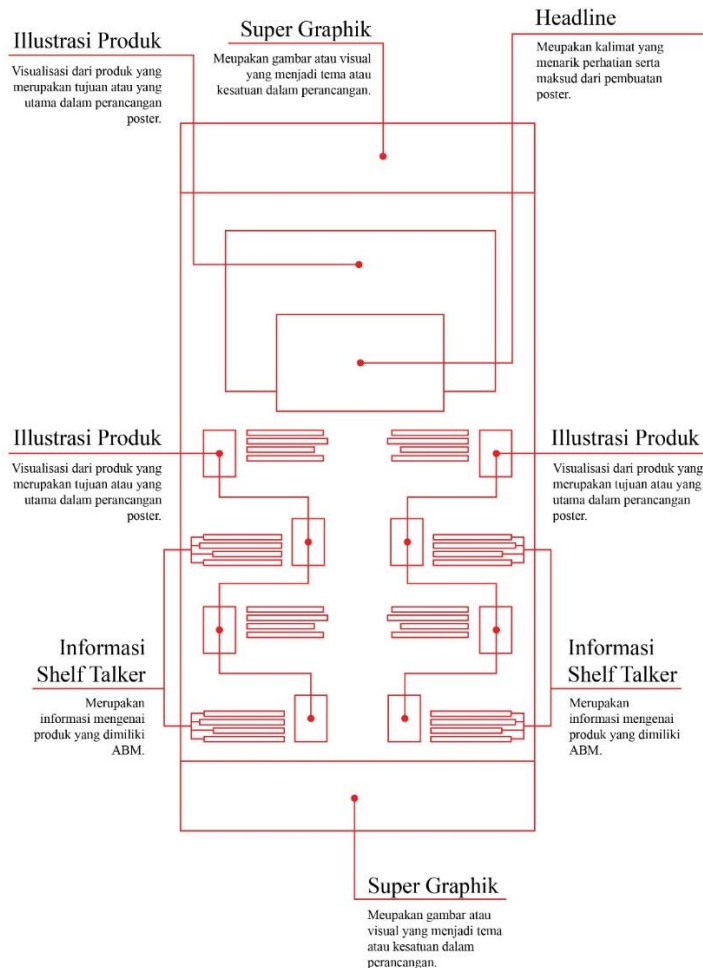 Illustrasi Produk
Visualisasi dari produk yang
merupakan tujuan atau yang
utama dalam perancangan
poster.
Super Graphik
Meupakan gambar atau visual
yang menjadi tema atau
kesatuan dalam perancangan.
Headline
Meupakan kalimat yang
menarik perhatian serta
maksud dari pembuatan
poster.
Illustrasi Produk
Visualisasi dari produk yang
merupakan tujuan atau yang
utama dalam perancangan
poster.
Illustrasi Produk
Visualisasi dari produk yang
merupakan tujuan atau yang
utama dalam perancangan
poster.
Informasi
Shelf Talker
Merupakan
informasi mengenai
produk yang dimiliki
ABM.
Informasi
Shelf Talker
Merupakan
informasi mengenai
produk yang dimiliki
ABM.
Super Graphik
Meupakan gambar atau
visual yang menjadi tema
atau kesatuan dalam
perancangan.